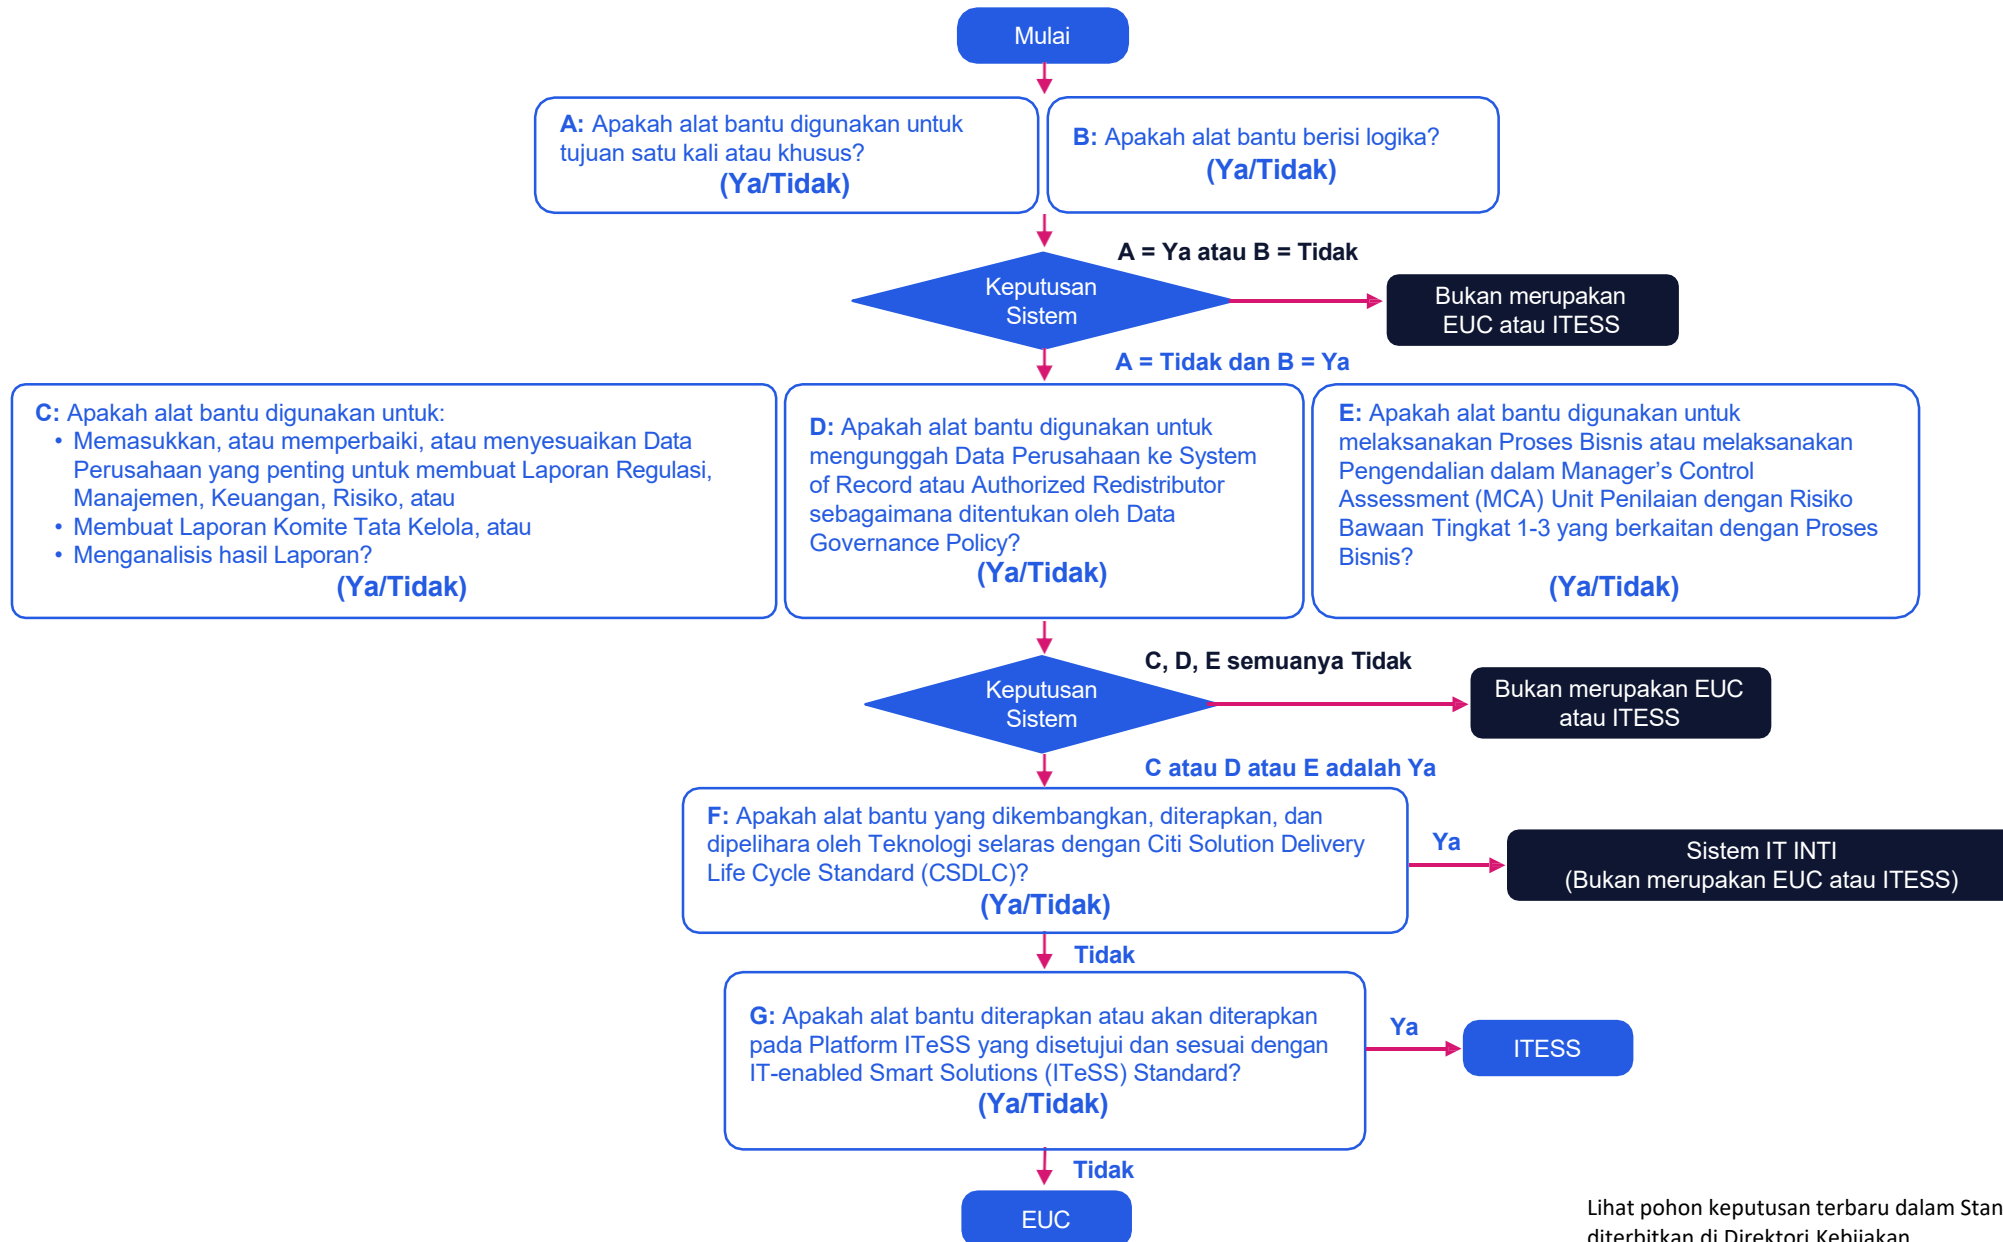 Mulai
A: Apakah alat bantu digunakan untuk
tujuan satu kali atau khusus?
(Ya/Tidak)
B: Apakah alat bantu berisi logika?
(Ya/Tidak)
A = Ya atau B = Tidak
Keputusan
Sistem
Bukan merupakan
EUC atau ITESS
A = Tidak dan B = Ya
C: Apakah alat bantu digunakan untuk:
• Memasukkan, atau memperbaiki, atau menyesuaikan Data
Perusahaan yang penting untuk membuat Laporan Regulasi,
Manajemen, Keuangan, Risiko, atau
• Membuat Laporan Komite Tata Kelola, atau
• Menganalisis hasil Laporan?
(Ya/Tidak)
D: Apakah alat bantu digunakan untuk
mengunggah Data Perusahaan ke System
of Record atau Authorized Redistributor
sebagaimana ditentukan oleh Data
Governance Policy?
(Ya/Tidak)
E: Apakah alat bantu digunakan untuk
melaksanakan Proses Bisnis atau melaksanakan
Pengendalian dalam Manager’s Control
Assessment (MCA) Unit Penilaian dengan Risiko
Bawaan Tingkat 1-3 yang berkaitan dengan Proses
Bisnis?
(Ya/Tidak)
C, D, E semuanya Tidak
Keputusan
Sistem
Bukan merupakan EUC
atau ITESS
C atau D atau E adalah Ya
F: Apakah alat bantu yang dikembangkan, diterapkan, dan
dipelihara oleh Teknologi selaras dengan Citi Solution Delivery
Life Cycle Standard (CSDLC)?
(Ya/Tidak)
Ya
Sistem IT INTI
(Bukan merupakan EUC atau ITESS)
Tidak
G: Apakah alat bantu diterapkan atau akan diterapkan
pada Platform ITeSS yang disetujui dan sesuai dengan
IT-enabled Smart Solutions (ITeSS) Standard?
(Ya/Tidak)
Ya
ITESS
Tidak
EUC
Lihat pohon keputusan terbaru dalam Stan
diterbitkan di Direktori Kebijakan